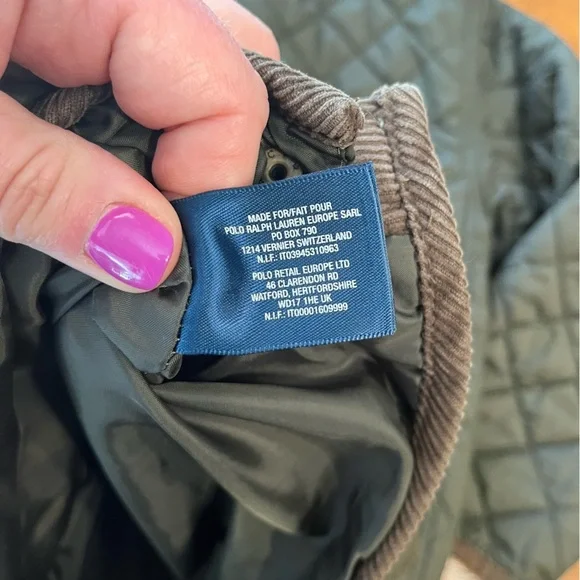 MADE FOR/FAIT POUR
POLO RALPH LAUREN EUROPE SARL
PO BOX 790
1214 VERNIER SWITZERLAND
N.I.F.: IT03945310963
POLO RETAIL EUROPE LTD
46 CLARENDON RD
WATFORD, HERTFORDSHIRE
WD17 1HE UK
N.I.F.: IT00001609999